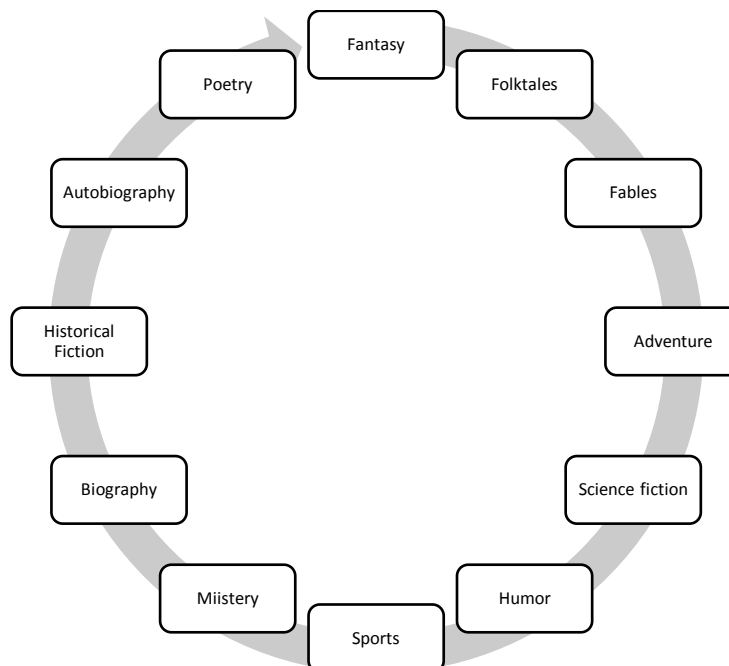 Fantasy
Folktales
Fables
Adventure
Science fiction
Humor
Sports
Miistery
Biography
Historical
Fiction
Autobiography
Poetry